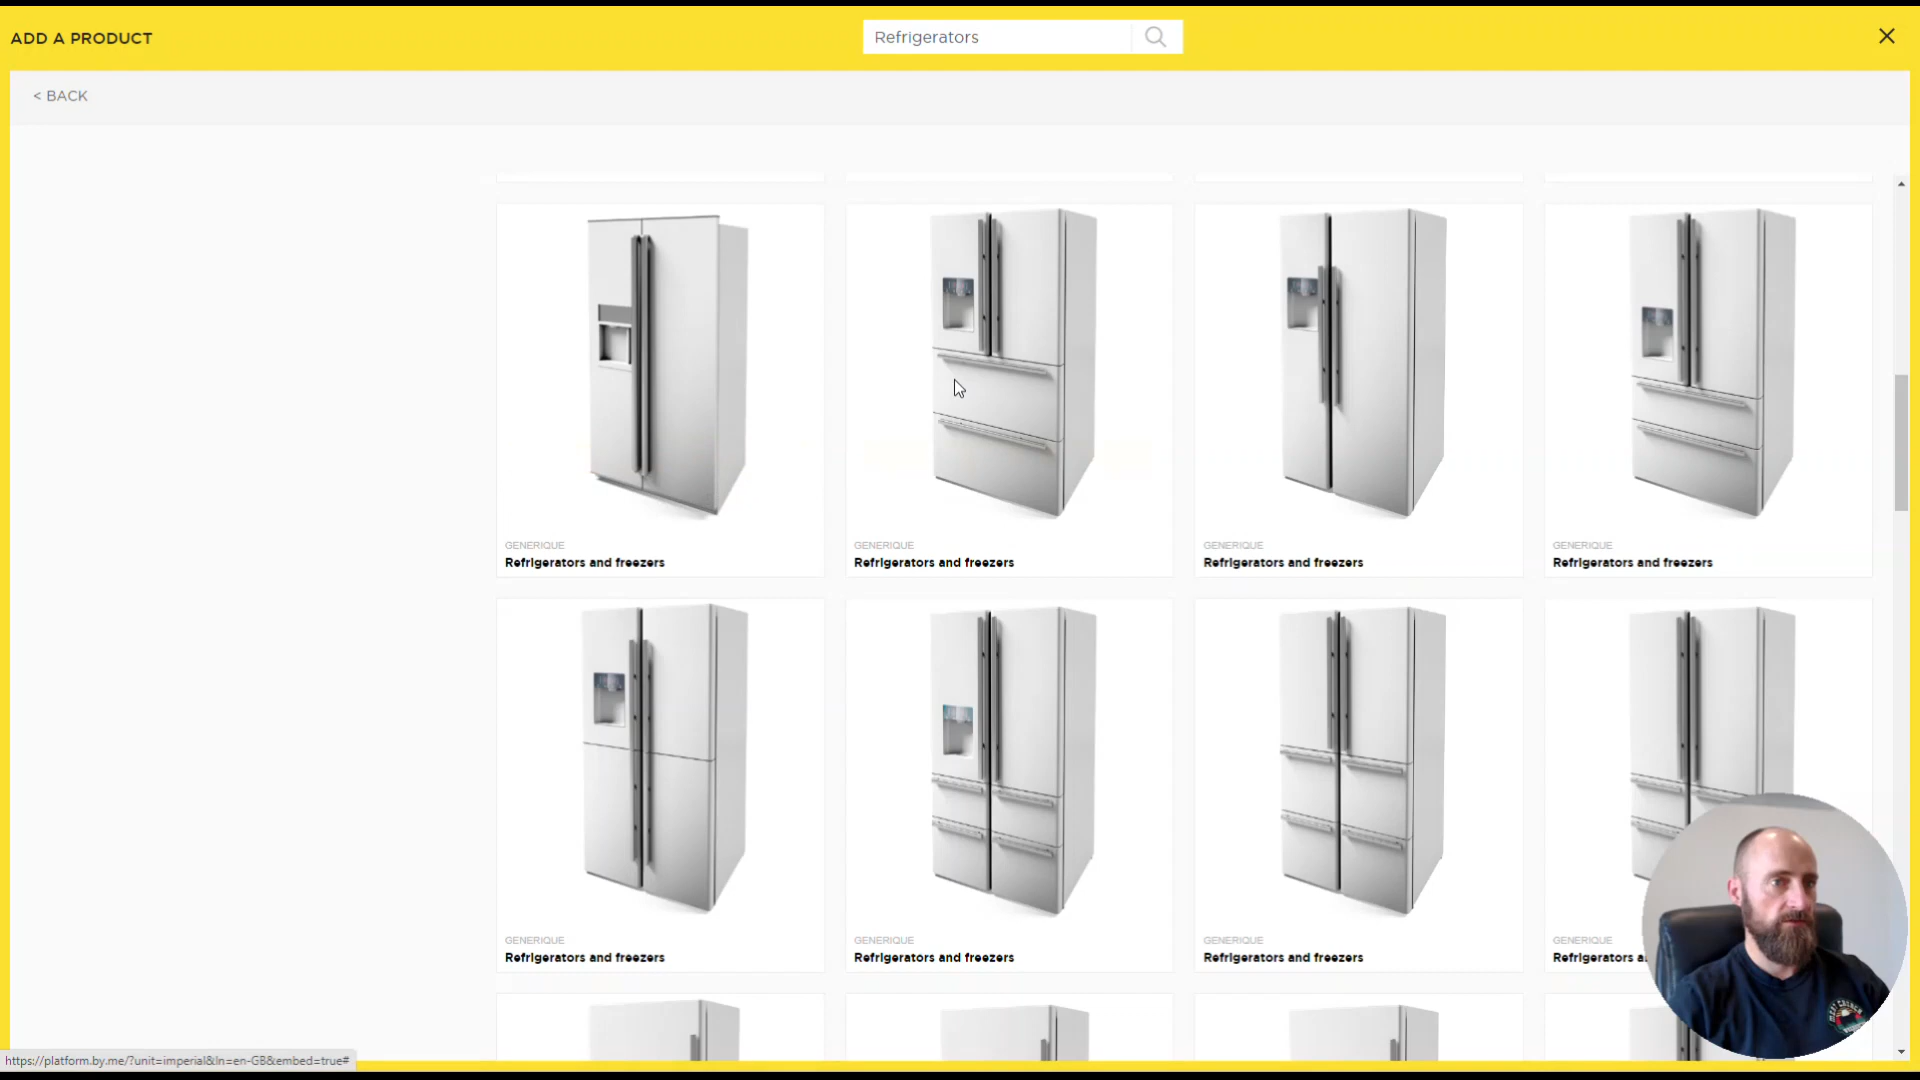 ADD A PRODUCT
Refrigerators
< BACK
GENERIQUE
Refrigerators and freezers
GENERIQUE
Refrigerators and freezers
GENERIQUE
Refrigerators and freezers
GENERIQUE
Refrigerators and freezers
GENERIQUE
Refrigerators and freezers
GENERIQUE
Refrigerators and freezers
GENERIQUE
Refrigerators and freezers
GENERIQUE
Refrigerators a
https://platform.by.me/?unit=imperial&ln=en-GB&embed=true#